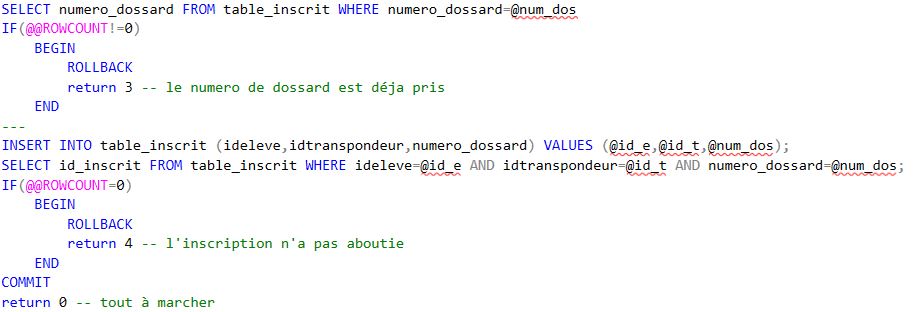 SELECT numero_dossard FROM table_inscrit WHERE numero_dossard=@num_dos
IF(@@ROWCOUNT!=0)
BEGIN
ROLLBACK
return 3 -- le numero de dossard est déja pris
END
---
INSERT INTO table_inscrit (ideleve,idtranspondeur,numero_dossard) VALUES (@id_e,@id_t,@num_dos);
SELECT id_inscrit FROM table_inscrit WHERE ideleve=@id_e AND idtranspondeur=@id_t AND numero_dossard=@num_dos;
IF(@@ROWCOUNT=0)
BEGIN
ROLLBACK
return 4 -- l'inscription n'a pas aboutie
END
COMMIT
return 0 -- tout à marcher